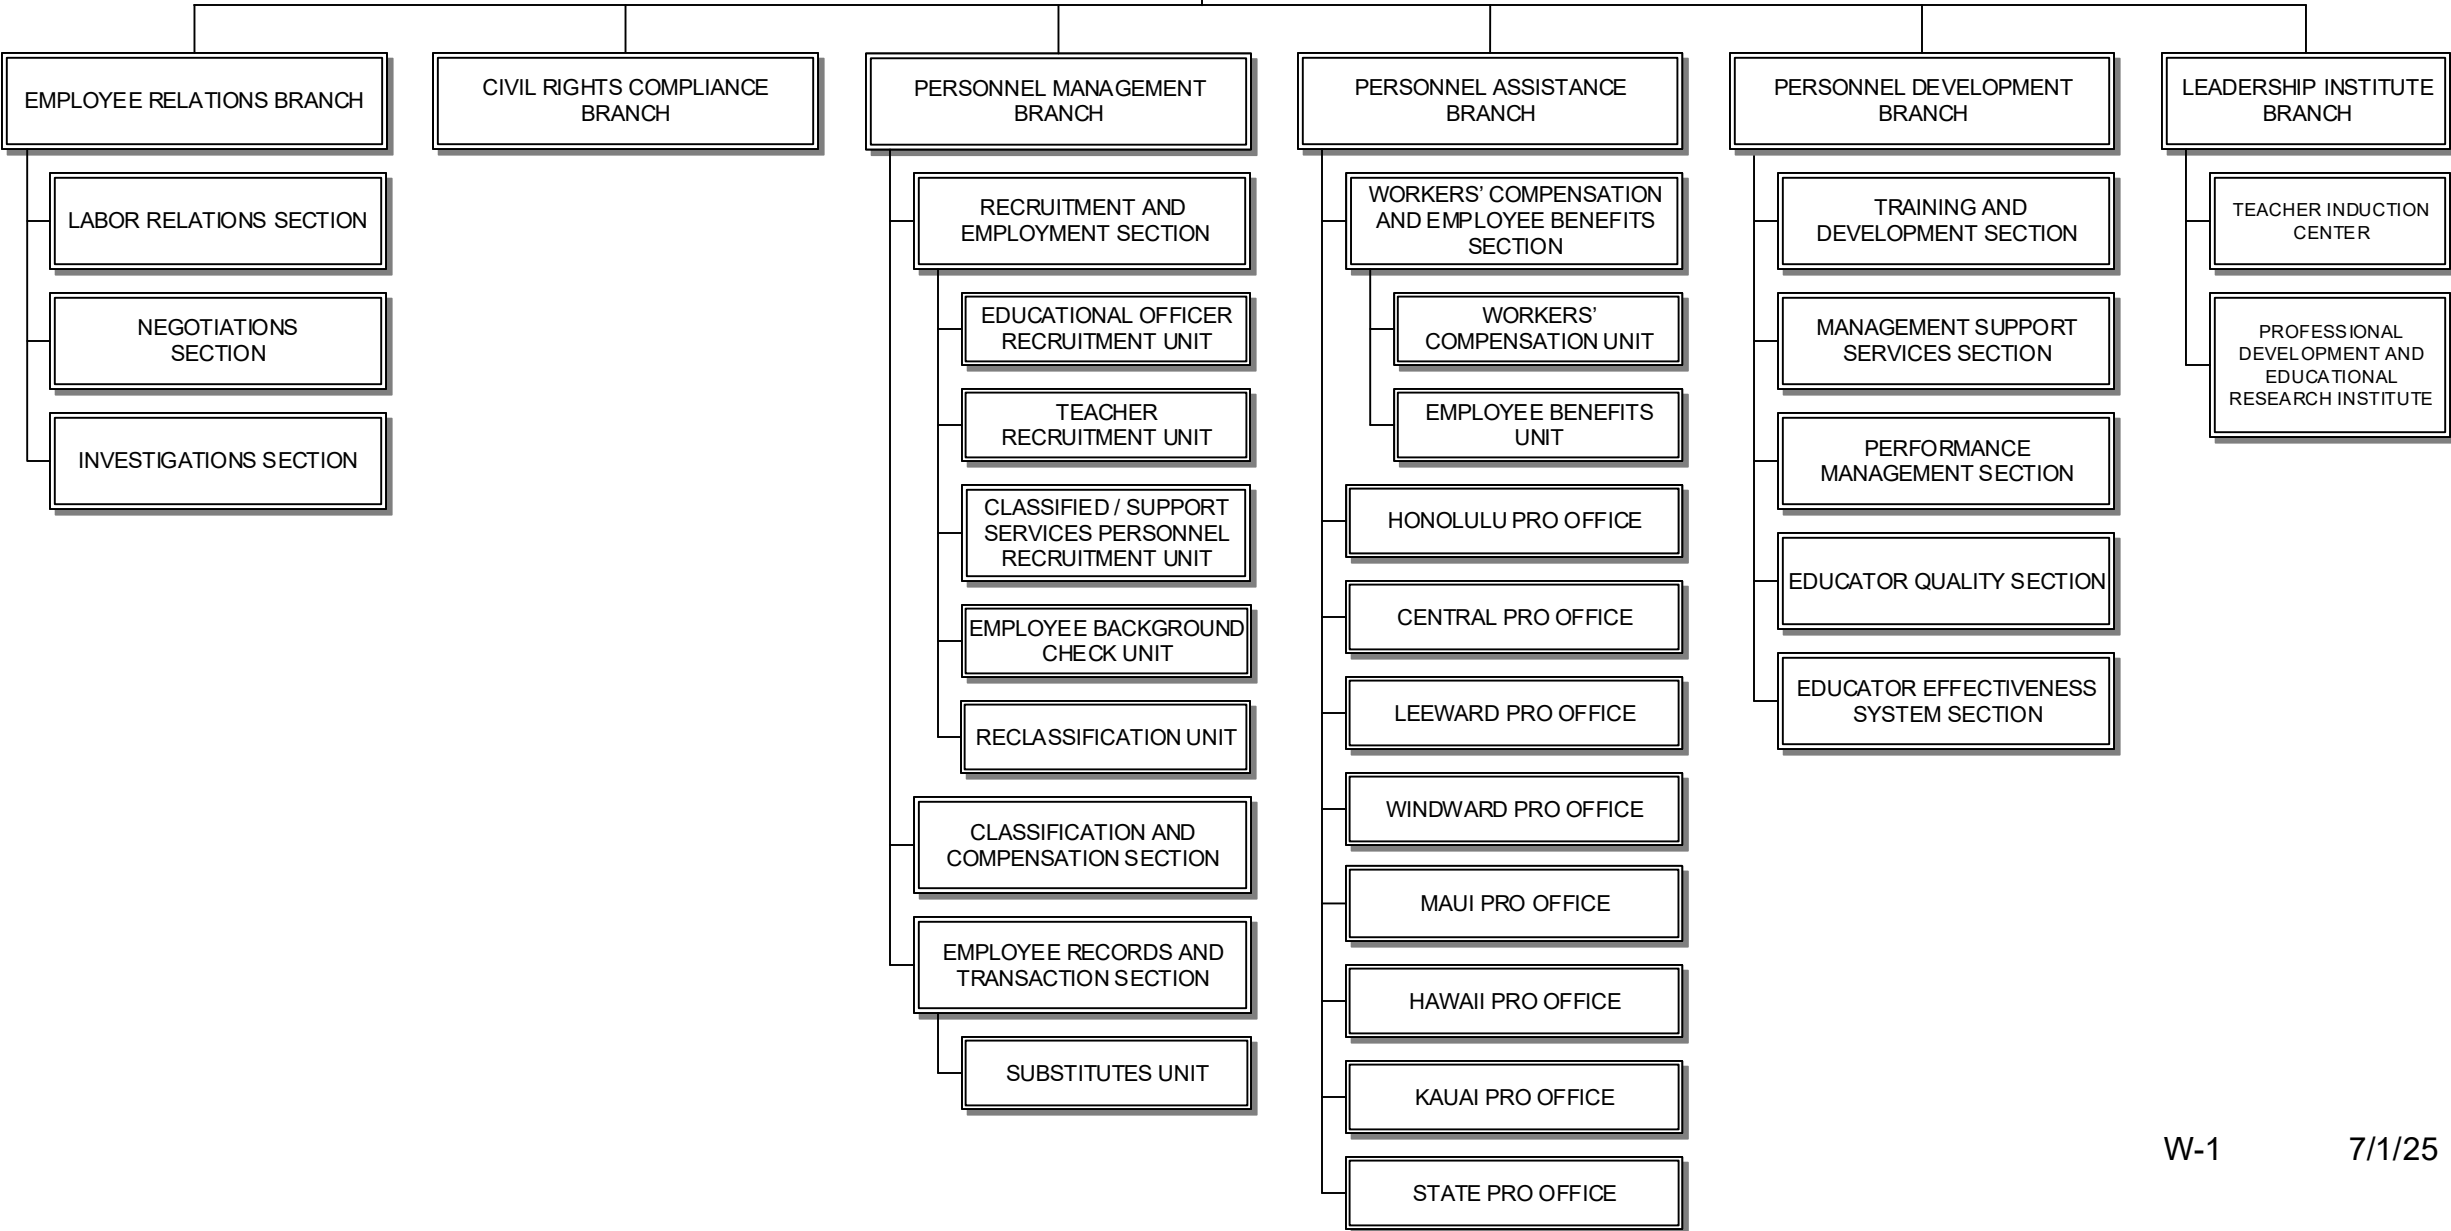 EMPLOYEE RELATIONS BRANCH
LABOR RELATIONS SECTION
NEGOTIATIONS
SECTION
INVESTIGATIONS SECTION
CIVIL RIGHTS COMPLIANCE
BRANCH
PERSONNEL MANAGEMENT
BRANCH
RECRUITMENT AND
EMPLOYMENT SECTION
EDUCATIONAL OFFICER
RECRUITMENT UNIT
TEACHER
RECRUITMENT UNIT
CLASSIFIED / SUPPORT
SERVICES PERSONNEL
RECRUITMENT UNIT
EMPLOYEE BACKGROUND
CHECK UNIT
RECLASSIFICATION UNIT
CLASSIFICATION AND
COMPENSATION SECTION
EMPLOYEE RECORDS AND
TRANSACTION SECTION
SUBSTITUTES UNIT
PERSONNEL ASSISTANCE
BRANCH
WORKERS’ COMPENSATION
AND EMPLOYEE BENEFITS
SECTION
WORKERS’
COMPENSATION UNIT
EMPLOYEE BENEFITS
UNIT
HONOLULU PRO OFFICE
CENTRAL PRO OFFICE
LEEWARD PRO OFFICE
WINDWARD PRO OFFICE
MAUI PRO OFFICE
HAWAII PRO OFFICE
KAUAI PRO OFFICE
STATE PRO OFFICE
PERSONNEL DEVELOPMENT
BRANCH
TRAINING AND
DEVELOPMENT SECTION
MANAGEMENT SUPPORT
SERVICES SECTION
PERFORMANCE
MANAGEMENT SECTION
EDUCATOR QUALITY SECTION
EDUCATOR EFFECTIVENESS
SYSTEM SECTION
LEADERSHIP INSTITUTE
BRANCH
TEACHER INDUCTION
CENTER
PROFESSIONAL
DEVELOPMENT AND
EDUCATIONAL
RESEARCH INSTITUTE
W-1 7/1/25